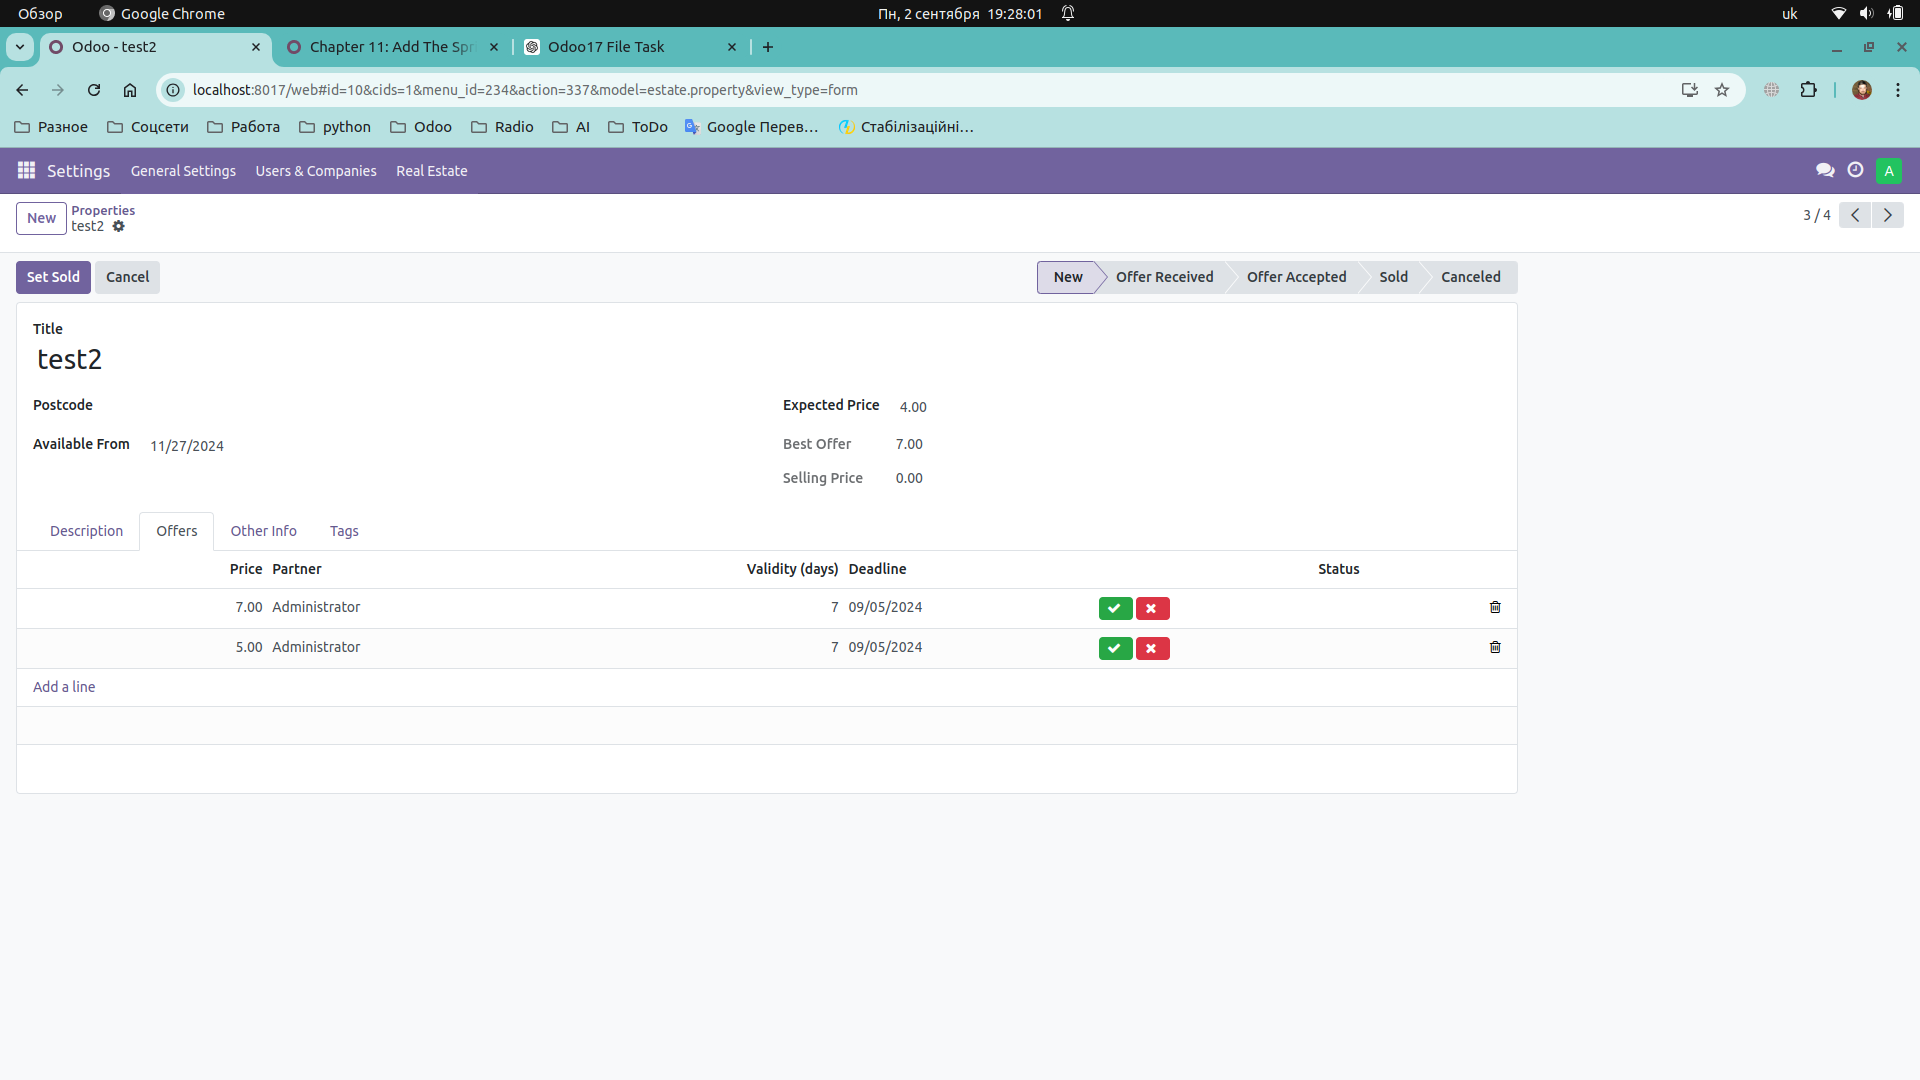 Обзор
Google Chrome
Пн, 2 сентября 19:28:01
uk
Odoo - test2
Chapter 11: Add The Spr
Odoo17 File Task
localhost:8017/web#id=10&cids=1&menu_id=234&action=337&model=estate.property&view_type=form
Разное
Соцсети
Работа
python
Odoo
Radio
AI
ToDo
Google Перев...
Стабілізаційні...
Settings
General Settings
Users & Companies
Real Estate
A
New
Properties
test2
3 / 4
Set Sold
Cancel
New
Offer Received
Offer Accepted
Sold
Canceled
Title
test2
Postcode
Expected Price 4.00
Available From 11/27/2024
Best Offer 7.00
Selling Price 0.00
Description
Offers
Other Info
Tags
Price Partner Validity (days) Deadline Status
7.00 Administrator 7 09/05/2024
5.00 Administrator 7 09/05/2024
Add a line